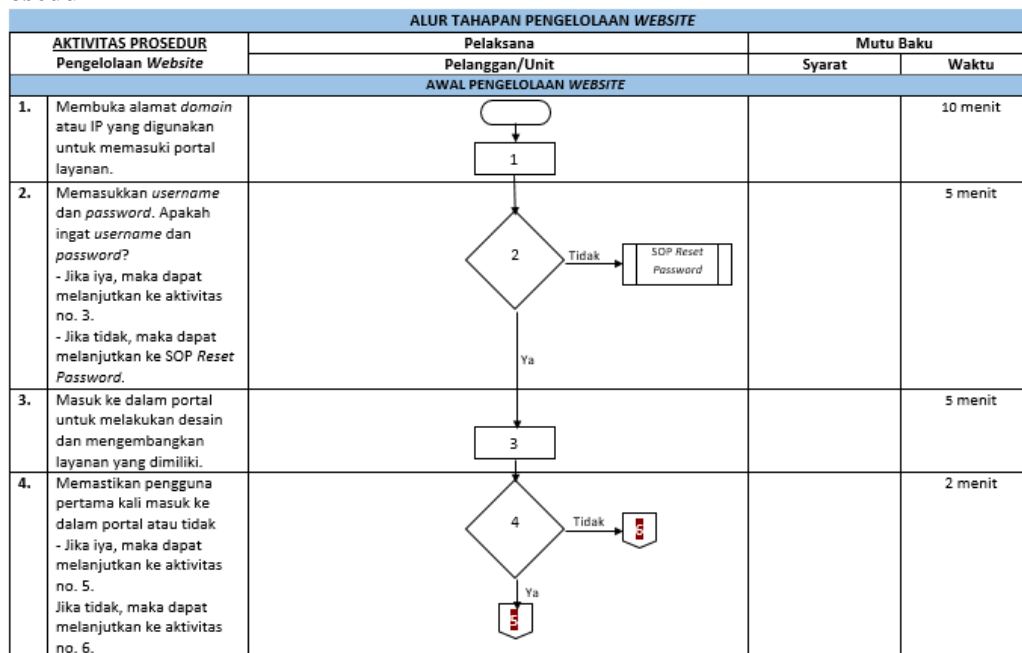 ALUR TAHAPAN PENGELOLAAN WEBSITE
AKTIVITAS PROSEDUR
Pengelolaan Website
Pelaksana
Mutu Baku
Pelanggan/Unit
Syarat
Waktu
AWAL PENGELOLAAN WEBSITE
1.
Membuka alamat domain
atau IP yang digunakan
untuk memasuki portal
layanan.
1
10 menit
2.
Memasukkan username
dan password. Apakah
ingat username dan
password?
- Jika iya, maka dapat
melanjutkan ke aktivitas
no. 3.
- Jika tidak, maka dapat
melanjutkan ke SOP Reset
Password.
2
Tidak
SOP Reset
Password
Ya
5 menit
3.
Masuk ke dalam portal
untuk melakukan desain
dan mengembangkan
layanan yang dimiliki.
3
5 menit
4.
Memastikan pengguna
pertama kali masuk ke
dalam portal atau tidak
- Jika iya, maka dapat
melanjutkan ke aktivitas
no. 5.
Jika tidak, maka dapat
melanjutkan ke aktivitas
no. 6.
4
Tidak
Ya
2 menit